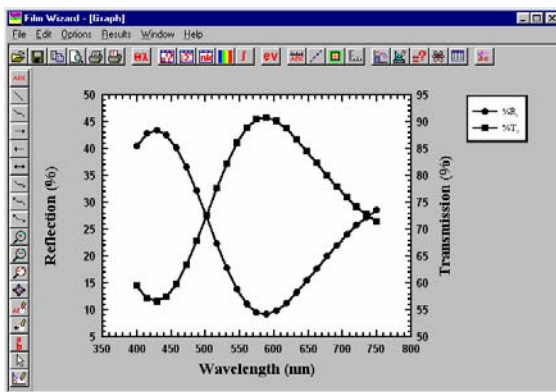 Film Wizard - [Graph]
File Edit Options Results Window Help
Reflection (%)
50
45
40
35
30
25
20
15
10
5
0
95
90
85
80
75
70
65
60
55
50
Transmission (%)
350 400 450 500 550 600 650 700 750 800
Wavelength (nm)
%R
%T